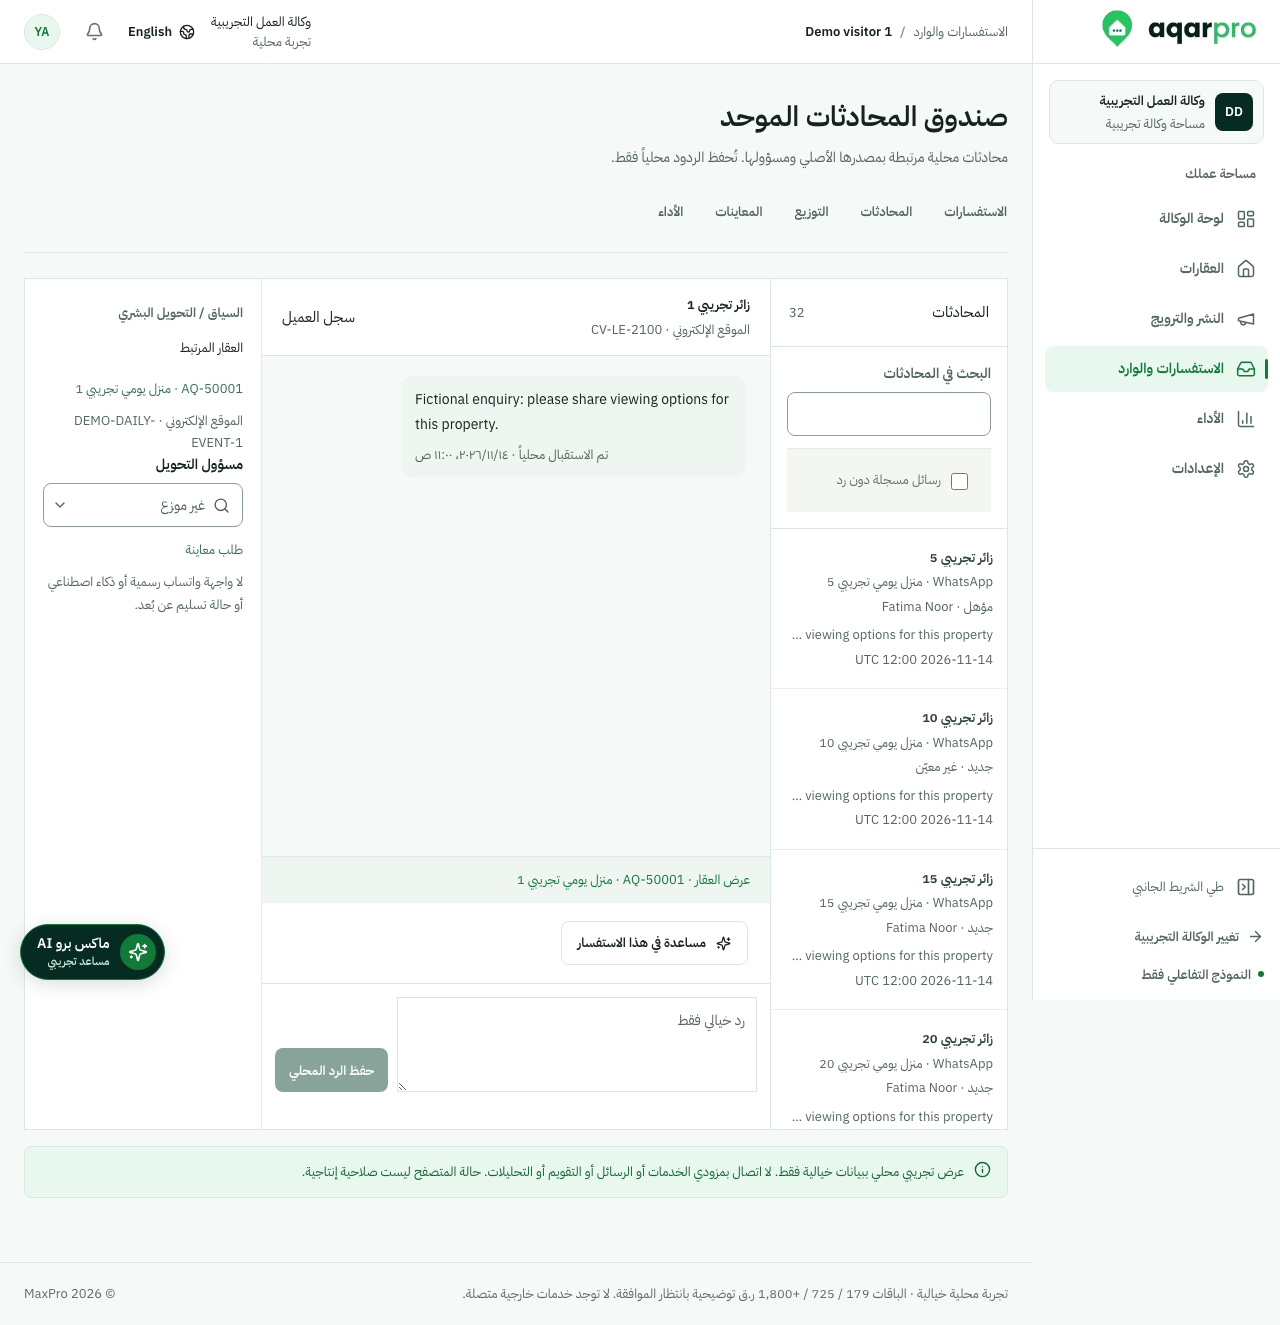 aqarpro
الاستفسارات والوارد / Demo visitor 1
وكالة العمل التجريبية
تجربة محلية
English
YA
DD
وكالة العمل التجريبية
مساحة وكالة تجريبية
مساحة عملك
لوحة الوكالة
العقارات
النشر والترويج
الاستفسارات والوارد
الأداء
الإعدادات
طي الشريط الجانبي
تغيير الوكالة التجريبية
النموذج التفاعلي فقط
صندوق المحادثات الموحد
محادثات محلية مرتبطة بمصدرها الأصلي ومسؤولها. تُحفظ الردود محلياً فقط.
الاستفسارات
المحادثات
التوزيع
المعاينات
الأداء
المحادثات
32
البحث في المحادثات
رسائل مسجلة دون رد
زائر تجريبي 5
WhatsApp · منزل يومي تجريبي 5
مؤهل · Fatima Noor
... viewing options for this property
UTC 12:00 2026-11-14
زائر تجريبي 10
WhatsApp · منزل يومي تجريبي 10
جديد · غير معيّن
... viewing options for this property
UTC 12:00 2026-11-14
زائر تجريبي 15
WhatsApp · منزل يومي تجريبي 15
جديد · Fatima Noor
... viewing options for this property
UTC 12:00 2026-11-14
زائر تجريبي 20
WhatsApp · منزل يومي تجريبي 20
جديد · Fatima Noor
... viewing options for this property
زائر تجريبي 1
الموقع الإلكتروني · CV-LE-2100
سجل العميل
Fictional enquiry: please share viewing options for
this property.
تم الاستقبال محلياً · ١٤‏/١١‏/٢٠٢٦، ١١:٠٠ ص
عرض العقار · AQ-50001 · منزل يومي تجريبي 1
مساعدة في هذا الاستفسار
رد خيالي فقط
حفظ الرد المحلي
السياق / التحويل البشري
العقار المرتبط
AQ-50001 · منزل يومي تجريبي 1
الموقع الإلكتروني · DEMO-DAILY-
EVENT-1
مسؤول التحويل
غير موزع
طلب معاينة
لا واجهة واتساب رسمية أو ذكاء اصطناعي
أو حالة تسليم عن بُعد.
ماكس برو AI
مساعد تجريبي
عرض تجريبي محلي ببيانات خيالية فقط. لا اتصال بمزودي الخدمات أو الرسائل أو التقويم أو التحليلات. حالة المتصفح ليست صلاحية إنتاجية.
تجربة محلية خيالية · الباقات 179 / 725 / +1,800 ر.ق توضيحية بانتظار الموافقة. لا توجد خدمات خارجية متصلة.
© 2026 MaxPro